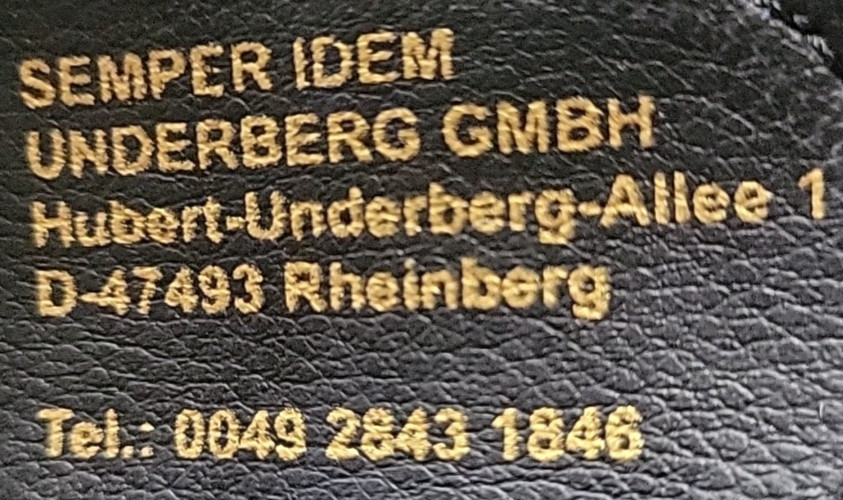 SEMPER IDEM
UNDERBERG GMBH
Hubert-Underberg-Allee 1
D-47493 Rheinberg
Tel.: 0049 2843 1846